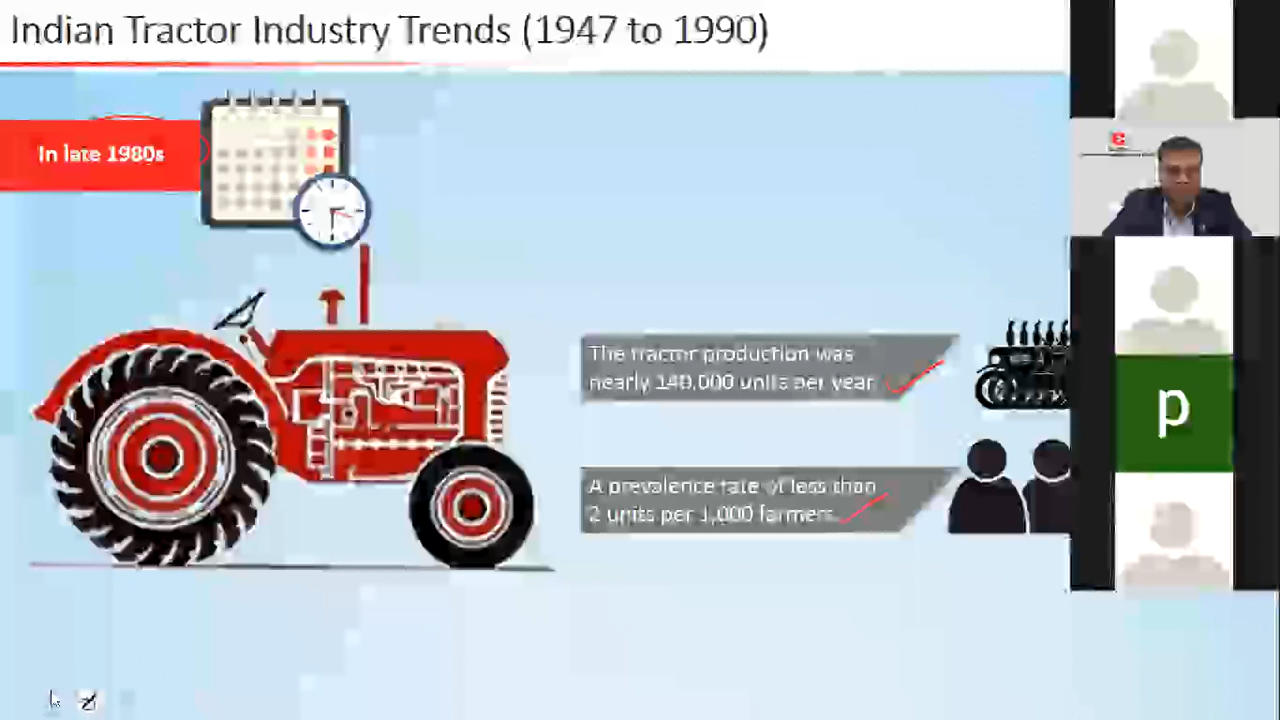 Indian Tractor Industry Trends (1947 to 1990)
In late 1980s
The tractor production was
nearly 140,000 units per year
A prevalence rate of less than
2 units per 1,000 farmers
p